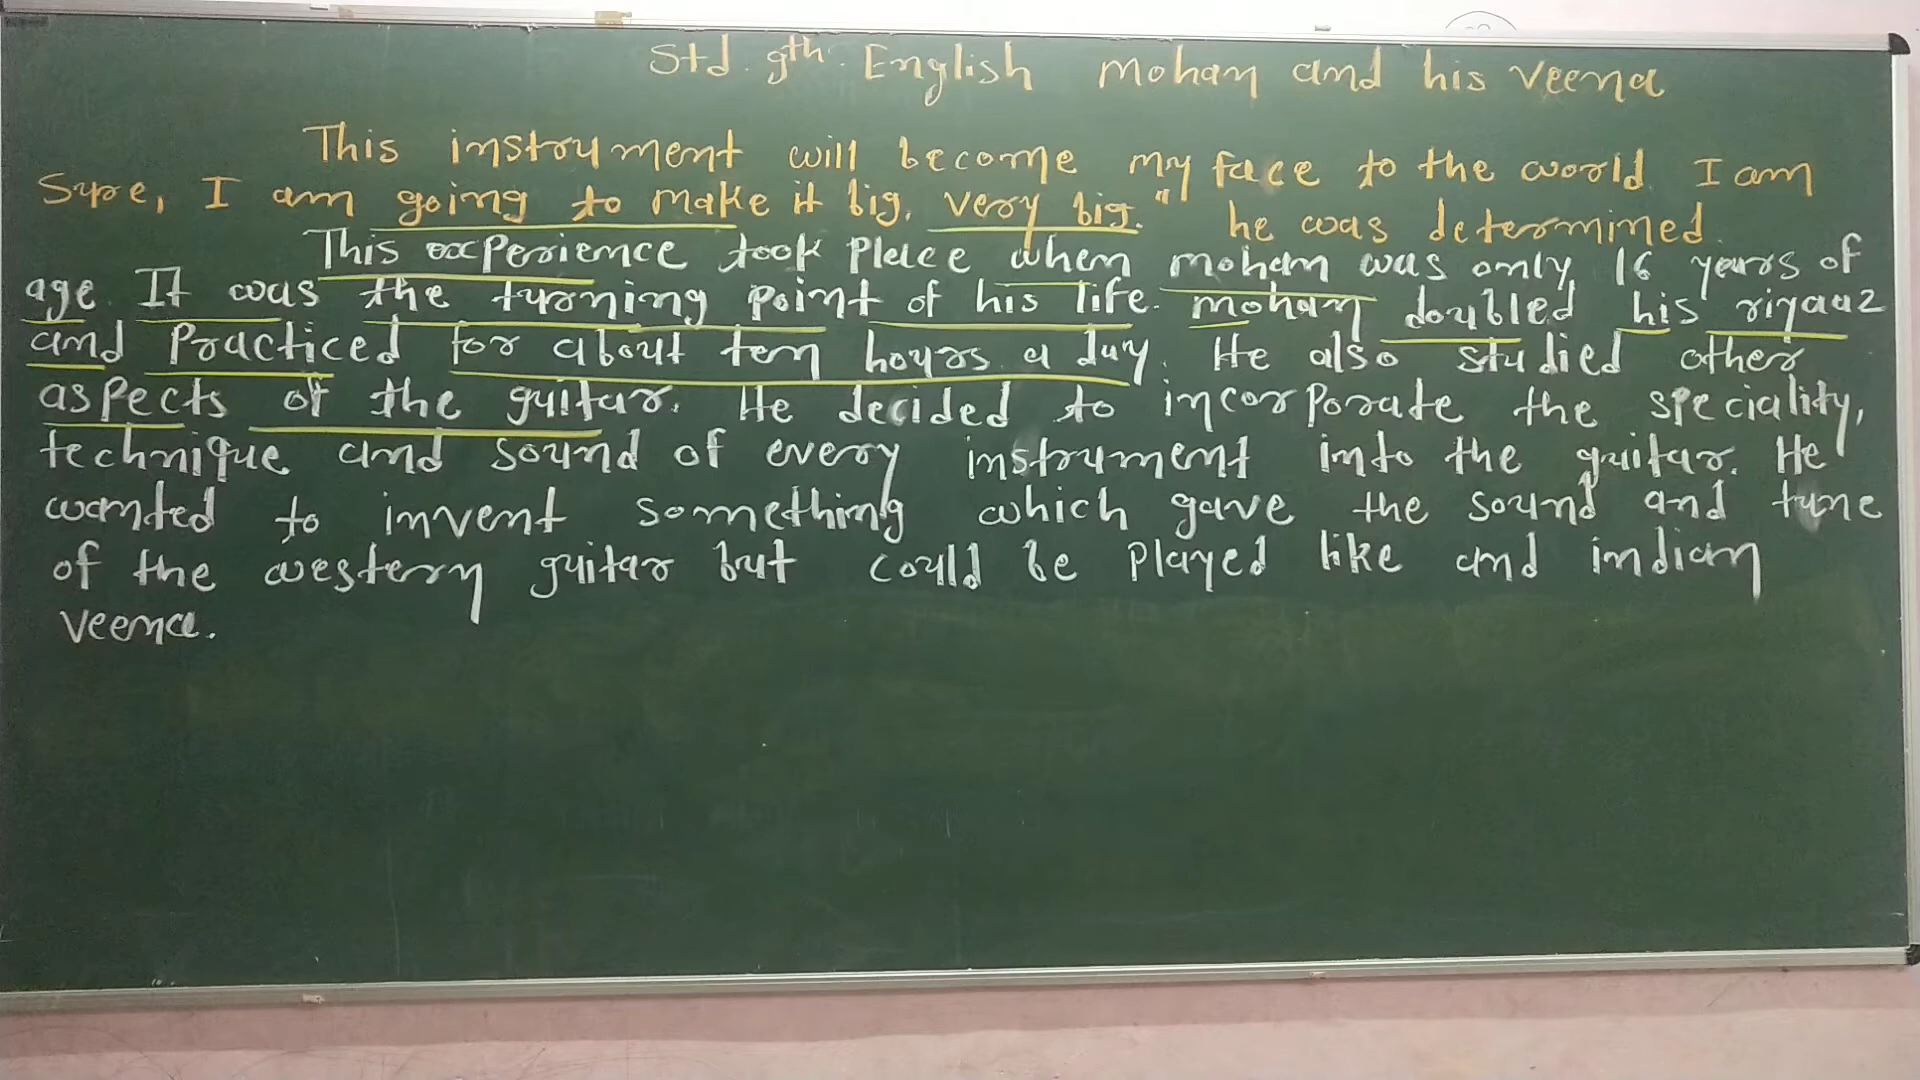 Std. 9th. English mohan and his Veena
This instrument will become my face to the world. I am
Sure, I am going to make it big, very big." he was determined.
This experience took place when mohan was only 16 years of
age. It was the turning point of his life. mohan doubled his riyaaz
and Practiced for about ten hours a day. He also studied other
aspects of the guitar. He decided to incorporate the speciality,
technique and sound of every instrument into the guitar. He
wanted to invent something which gave the sound and tune
of the western guitar but could be Played like and indian
veena.